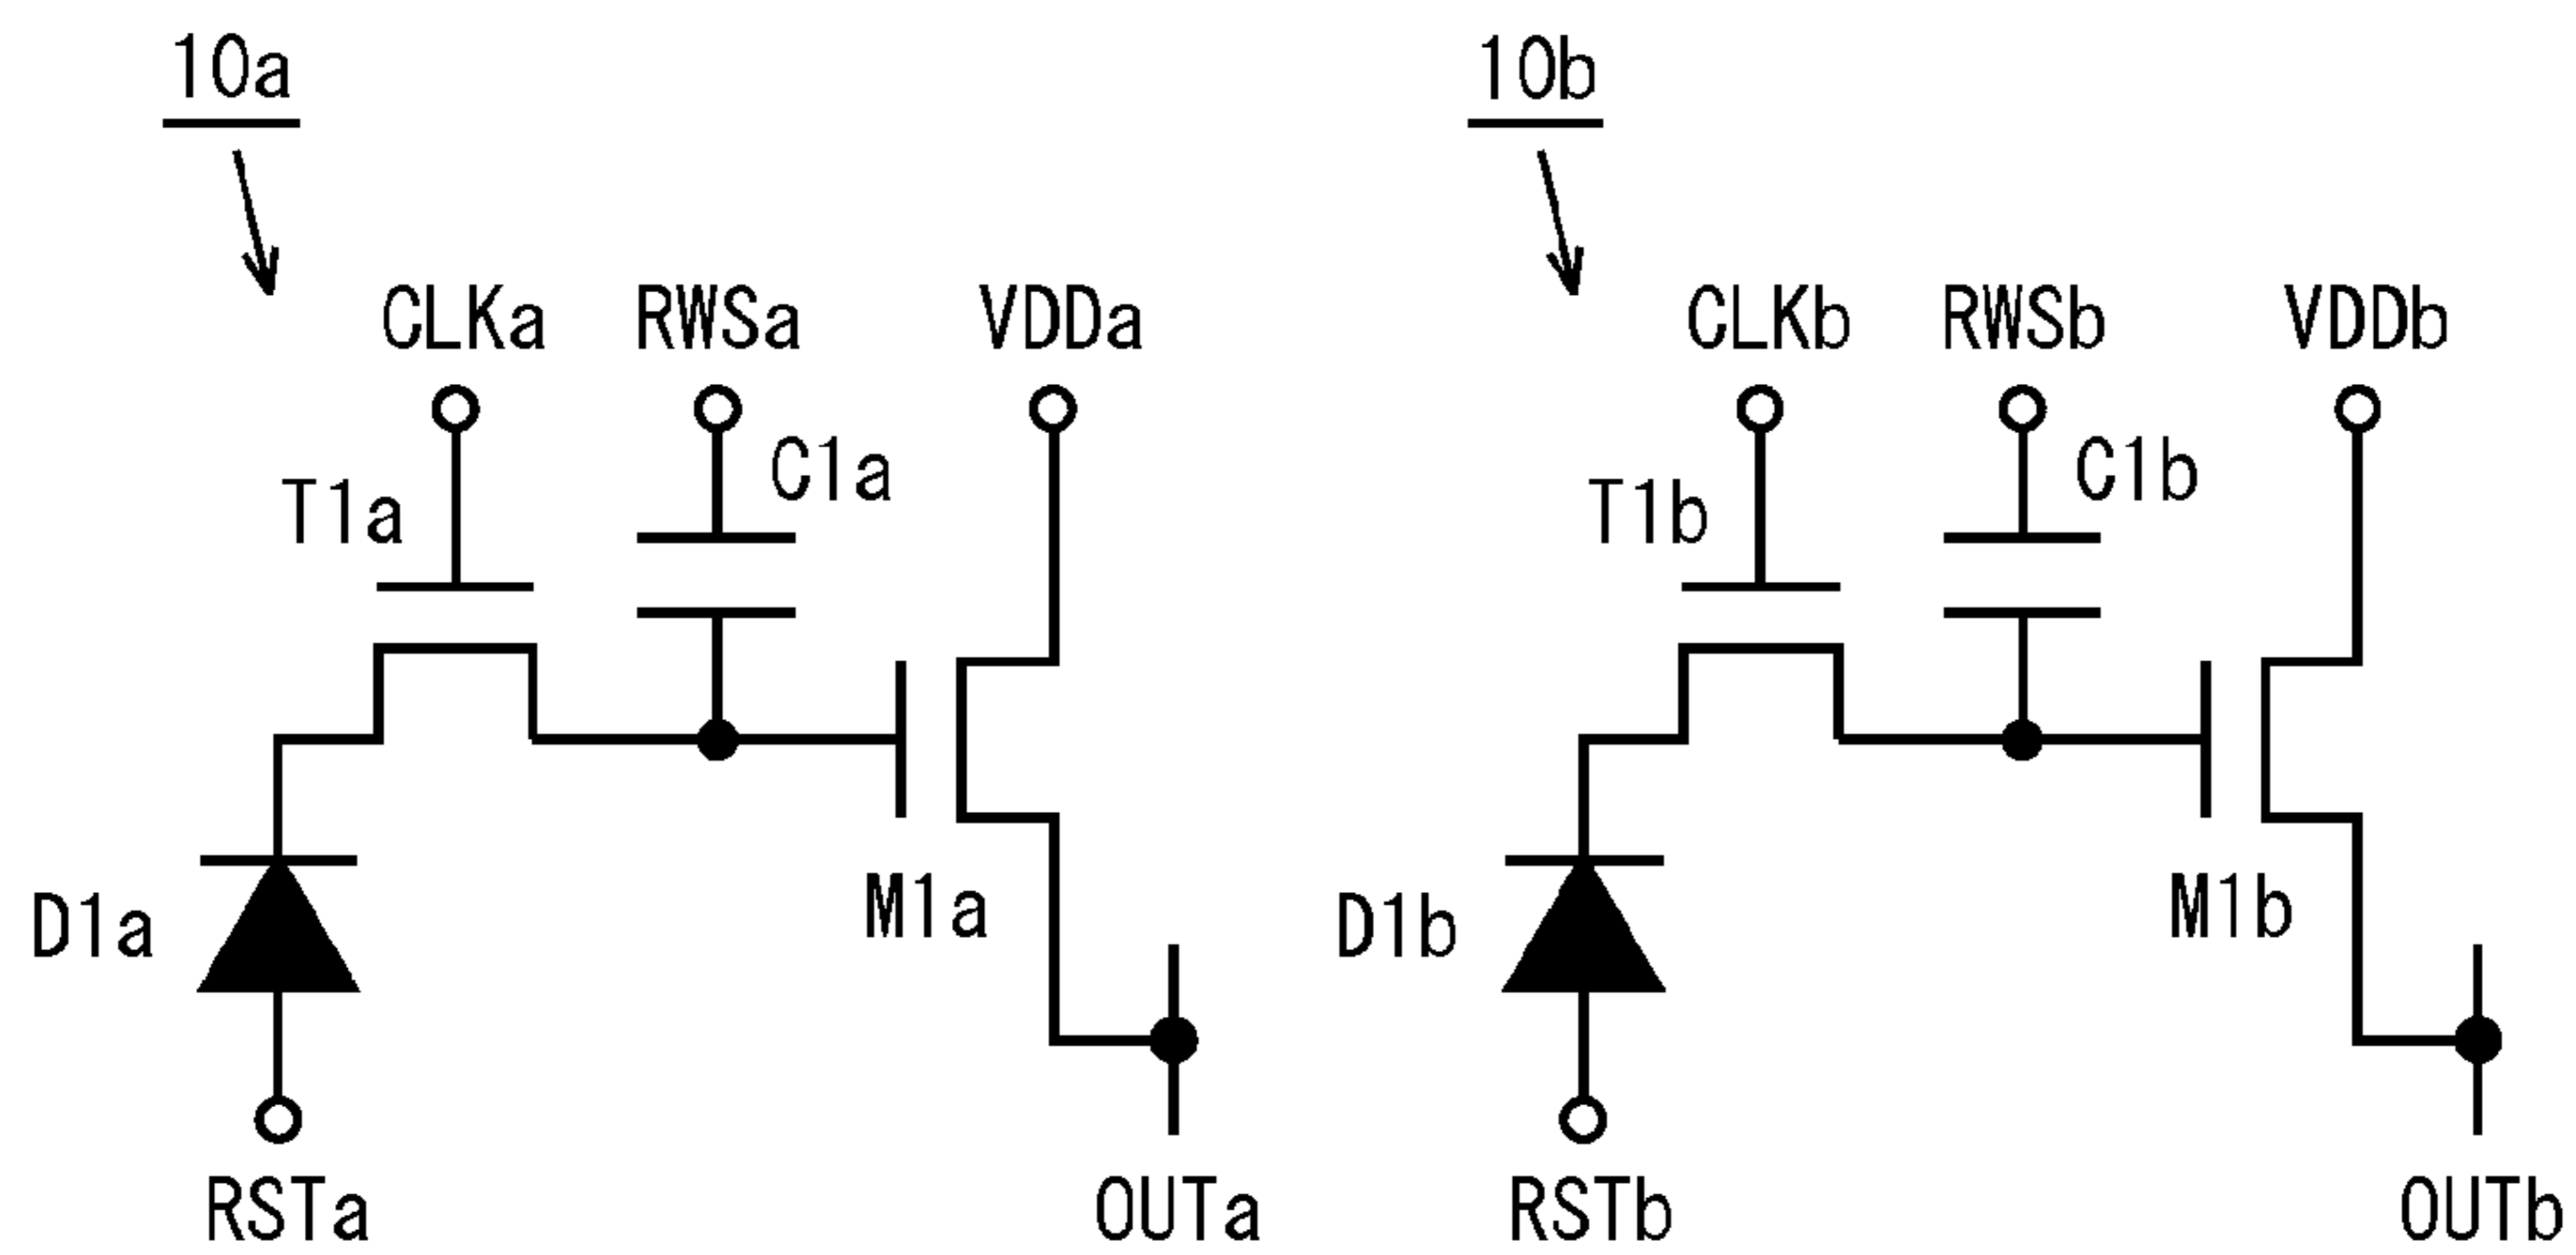 10a 10b
CLKa RWSa VDDa CLKb RWSb VDDb
C1a C1b
T1a T1b
M1a M1b
D1a D1b
RSTa OUTa RSTb OUTb